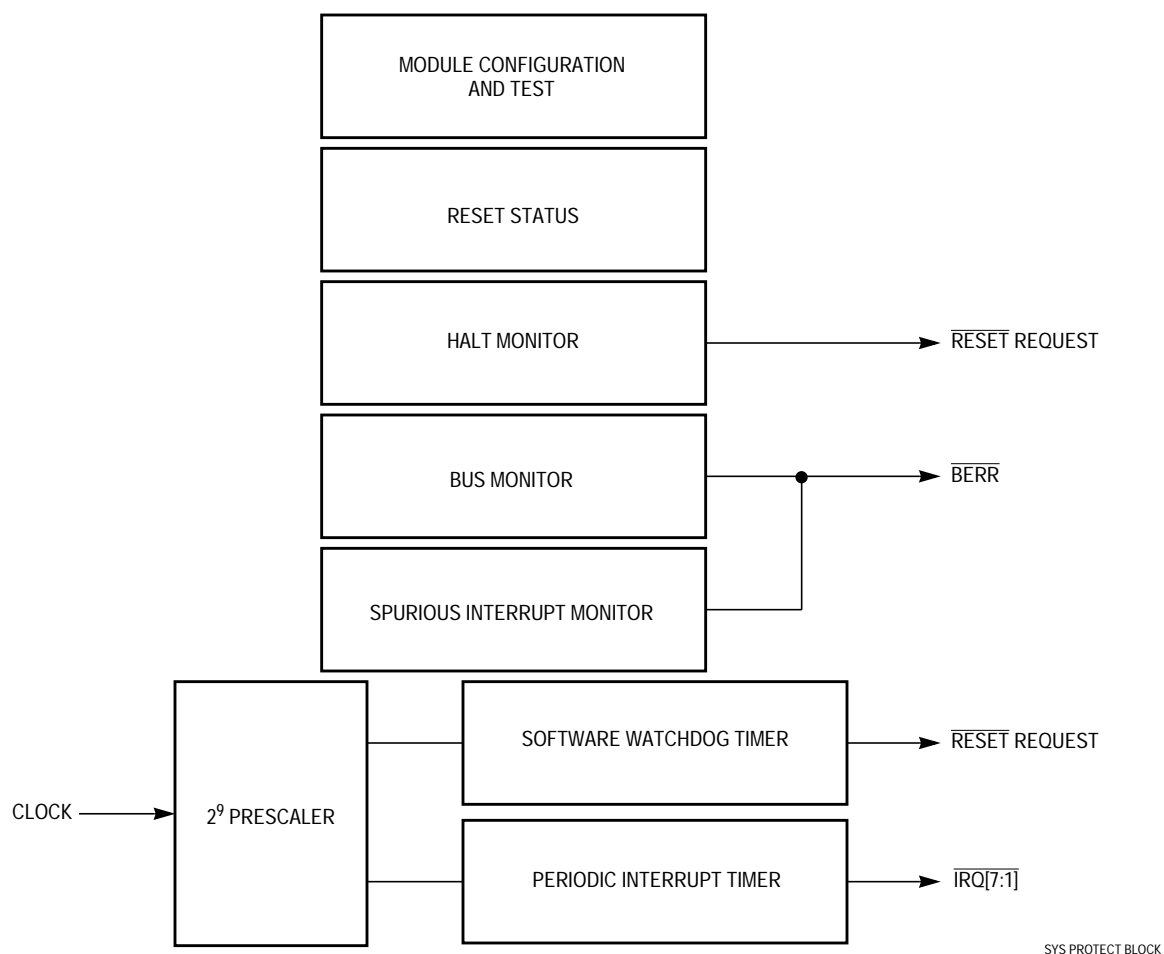 MODULE CONFIGURATION
AND TEST
RESET STATUS
HALT MONITOR
RESET REQUEST
BUS MONITOR
BERR
SPURIOUS INTERRUPT MONITOR
SOFTWARE WATCHDOG TIMER
RESET REQUEST
CLOCK
2⁹ PRESCALER
PERIODIC INTERRUPT TIMER
IRQ[7:1]
SYS PROTECT BLOCK